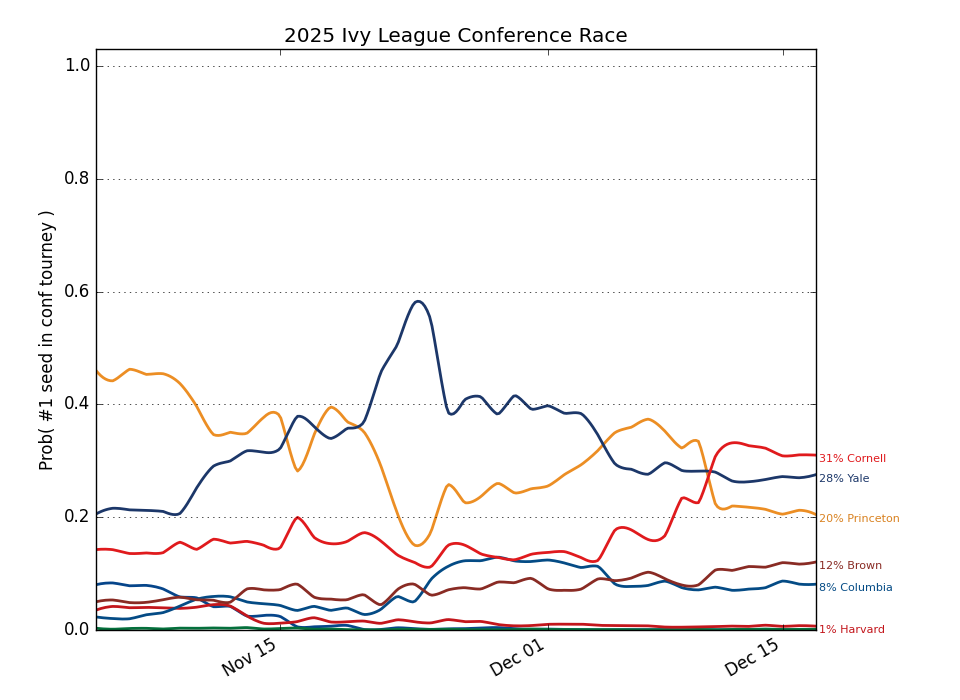 2025 Ivy League Conference Race
Prob( #1 seed in conf tourney )
1.0
0.8
0.6
0.4
0.2
0.0
31% Cornell
28% Yale
20% Princeton
12% Brown
8% Columbia
1% Harvard
Nov 15
Dec 01
Dec 15